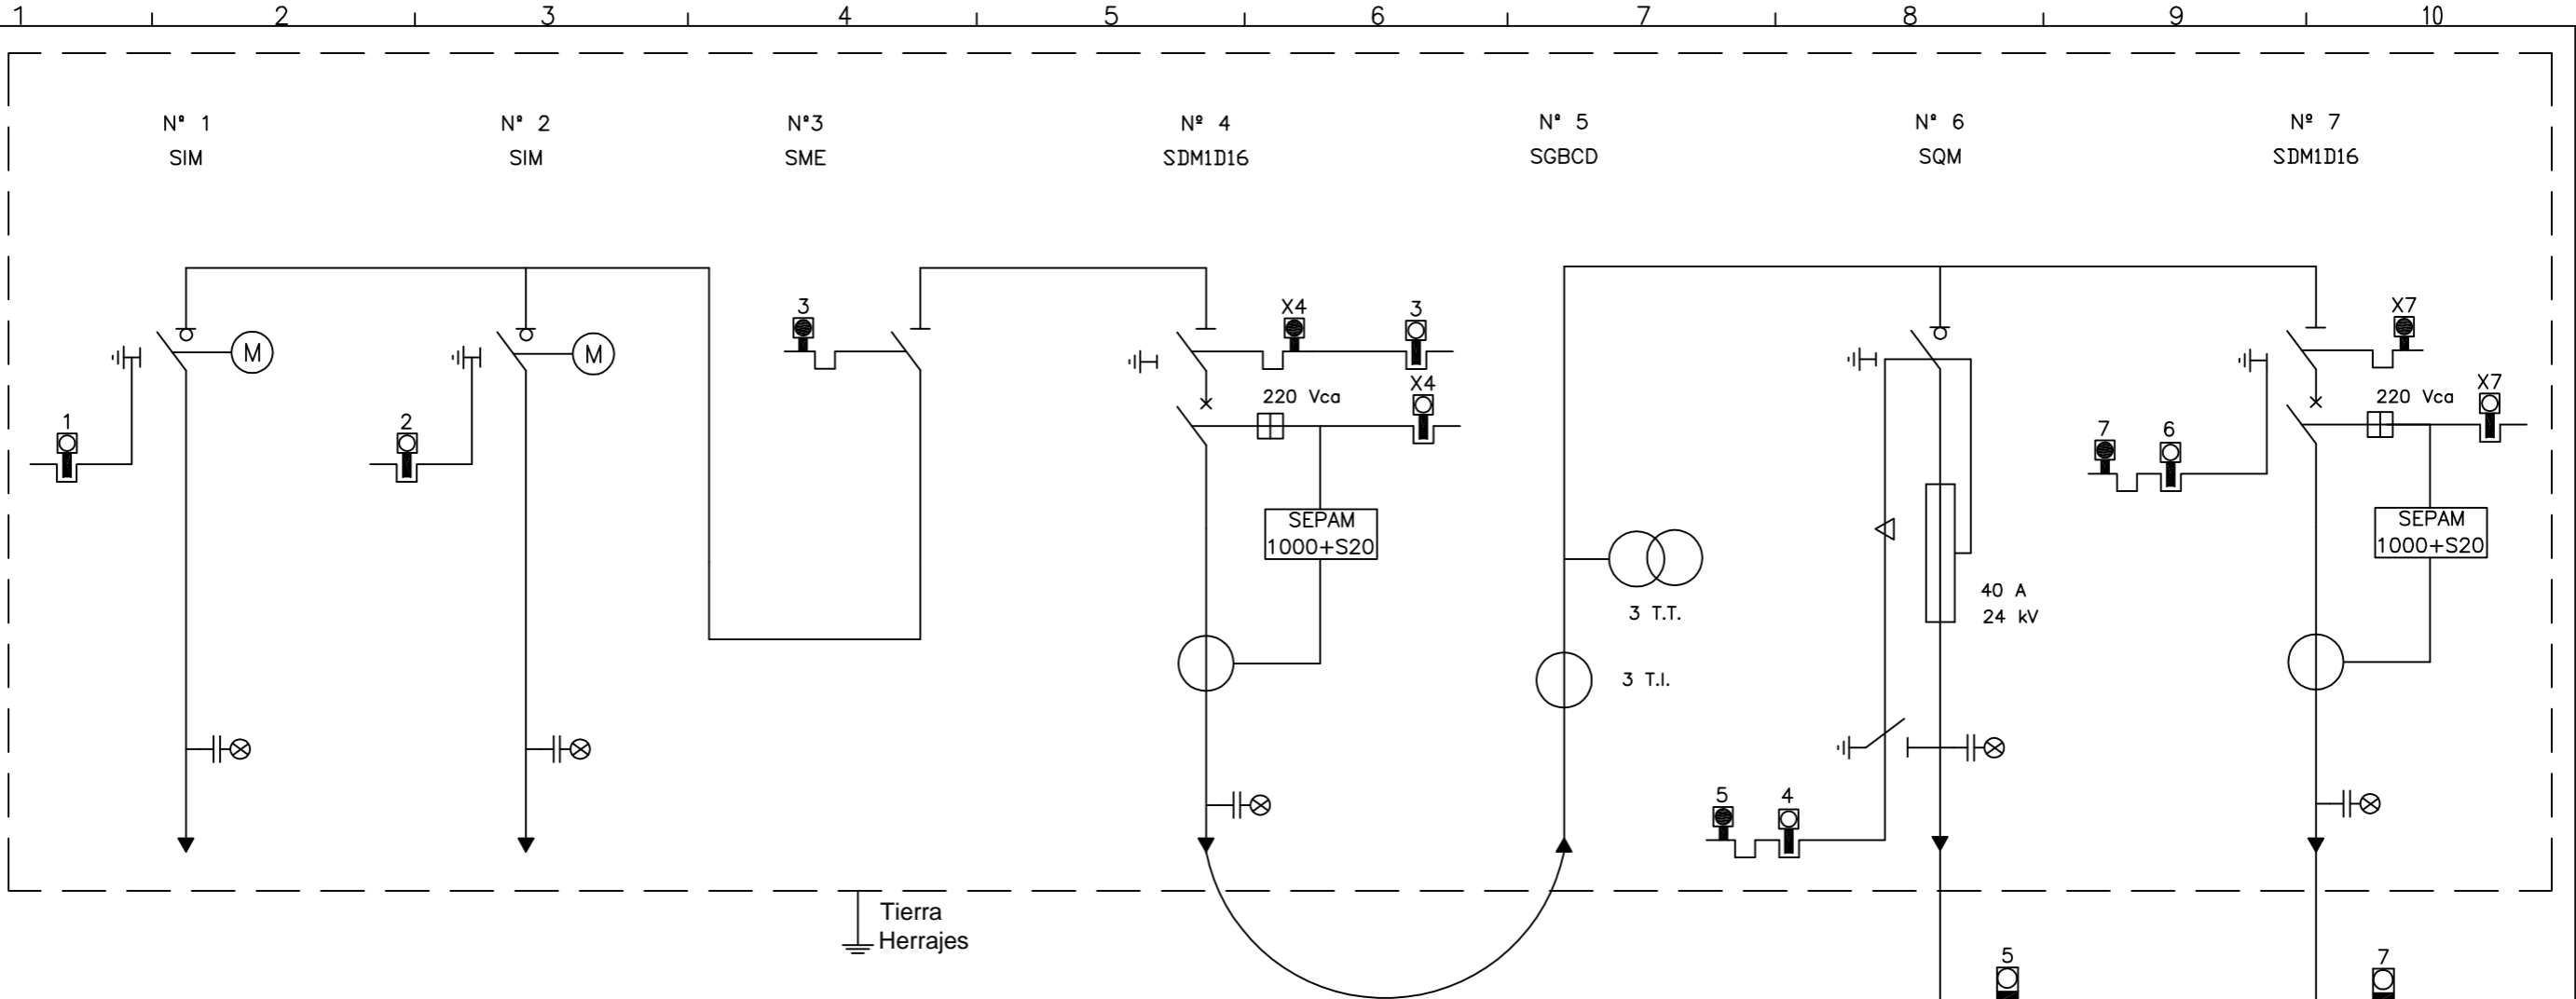 1 2 3 4 5 6 7 8 9 10
Nº 1
SIM
Nº 2
SIM
Nº3
SME
Nº 4
SDM1D16
Nº 5
SGBCD
Nº 6
SQM
Nº 7
SDM1D16
M
M
3
X4
3
X7
1
2
220 Vca
X4
220 Vca
X7
7
6
SEPAM
1000+S20
SEPAM
1000+S20
3 T.T.
40 A
24 kV
3 T.I.
5
4
Tierra
Herrajes
5
7